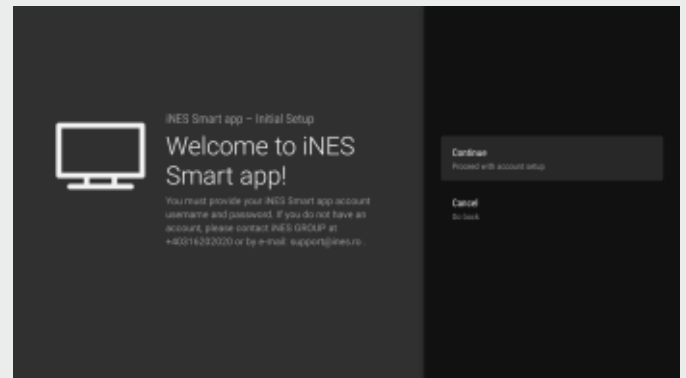 iNES Smart app – Initial Setup
Welcome to iNES
Smart app!
You must provide your iNES Smart app account
username and password. If you do not have an
account, please contact iNES GROUP at
+40316202020 or by e-mail: support@ines.ro .
Continue
Proceed with account setup
Cancel
Go back